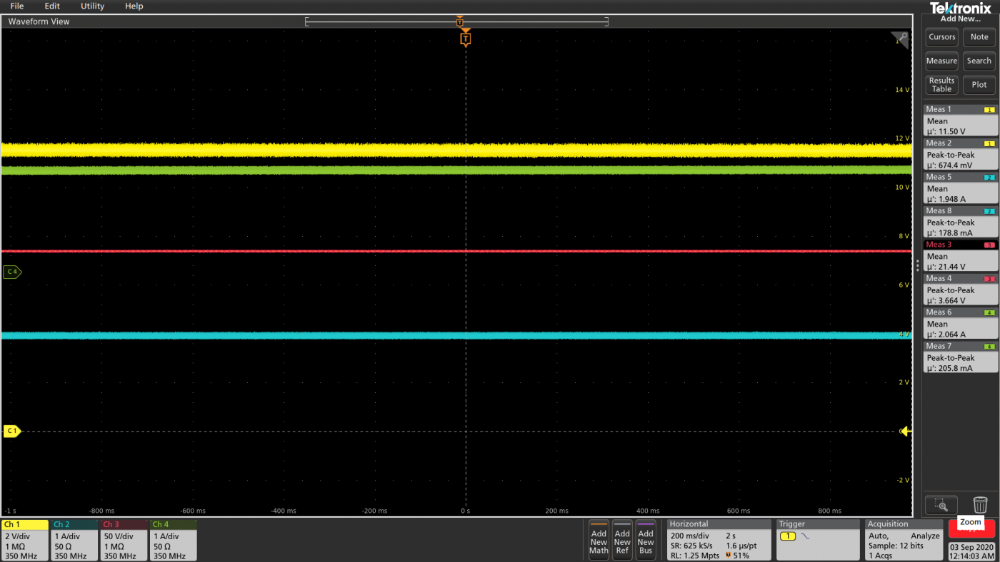 File Edit Utility Help
Tektronix
Add New...
Waveform View
T
T
Cursors Note
Measure Search
Results Table Plot
14 V
12 V
10 V
8 V
6 V
4 V
2 V
-2 V
C 4
C 1
-1 s -800 ms -600 ms -400 ms -200 ms 0 s 200 ms 400 ms 600 ms 800 ms
Meas 1 1
Mean
µ': 11.50 V
Meas 2 1
Peak-to-Peak
µ': 674.4 mV
Meas 5 2
Mean
µ': 1.948 A
Meas 8 2
Peak-to-Peak
µ': 178.8 mA
Meas 3 3
Mean
µ': 21.44 V
Meas 4 3
Peak-to-Peak
µ': 3.664 V
Meas 6 4
Mean
µ': 2.064 A
Meas 7 4
Peak-to-Peak
µ': 205.8 mA
Ch 1
2 V/div
1 MΩ
350 MHz
Ch 2
1 A/div
50 Ω
350 MHz
Ch 3
50 V/div
1 MΩ
350 MHz
Ch 4
1 A/div
50 Ω
350 MHz
Add
New
Math
Add
New
Ref
Add
New
Bus
Horizontal
200 ms/div 2 s
SR: 625 kS/s 1.6 µs/pt
RL: 1.25 Mpts T 51%
Trigger
1
Acquisition
Auto, Analyze
Sample: 12 bits
1 Acqs
Zoom
03 Sep 2020
12:14:03 AM